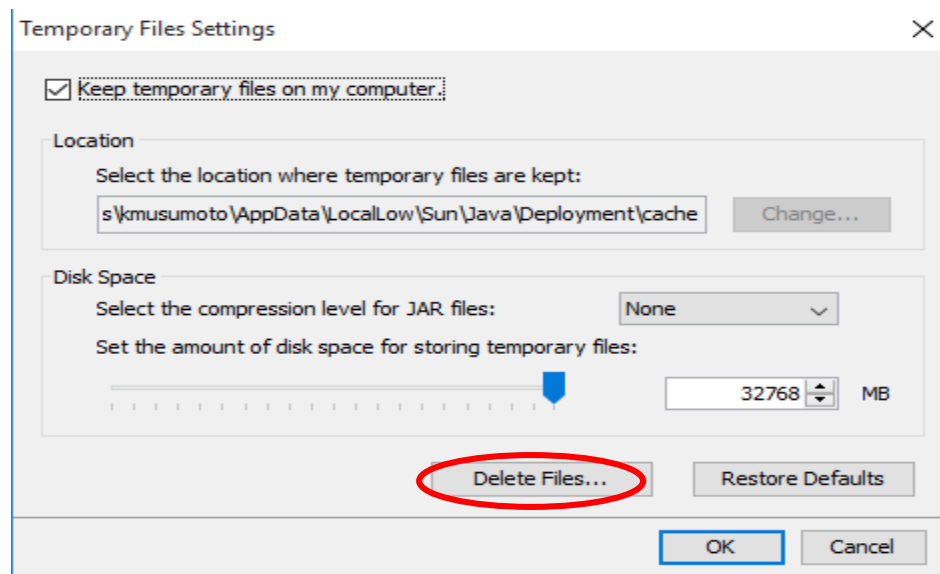 Temporary Files Settings
Keep temporary files on my computer.
Location
Select the location where temporary files are kept:
s\kmusumoto\AppData\LocalLow\Sun\Java\Deployment\cache Change...
Disk Space
Select the compression level for JAR files: None
Set the amount of disk space for storing temporary files:
32768 MB
Delete Files... Restore Defaults
OK Cancel